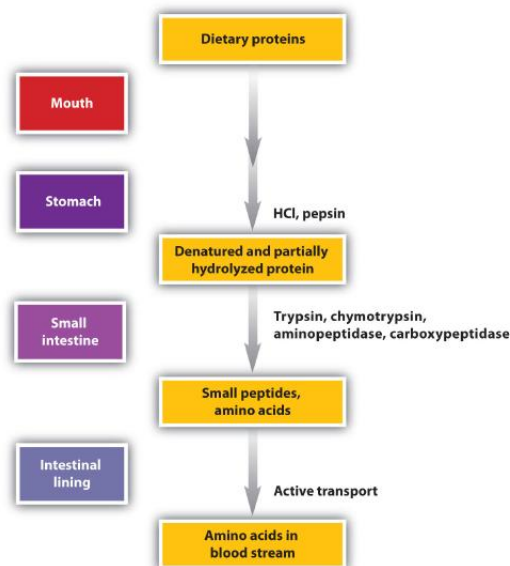 Dietary proteins
Mouth
Stomach
HCl, pepsin
Denatured and partially
hydrolyzed protein
Small
intestine
Trypsin, chymotrypsin,
aminopeptidase, carboxypeptidase
Small peptides,
amino acids
Intestinal
lining
Active transport
Amino acids in
blood stream